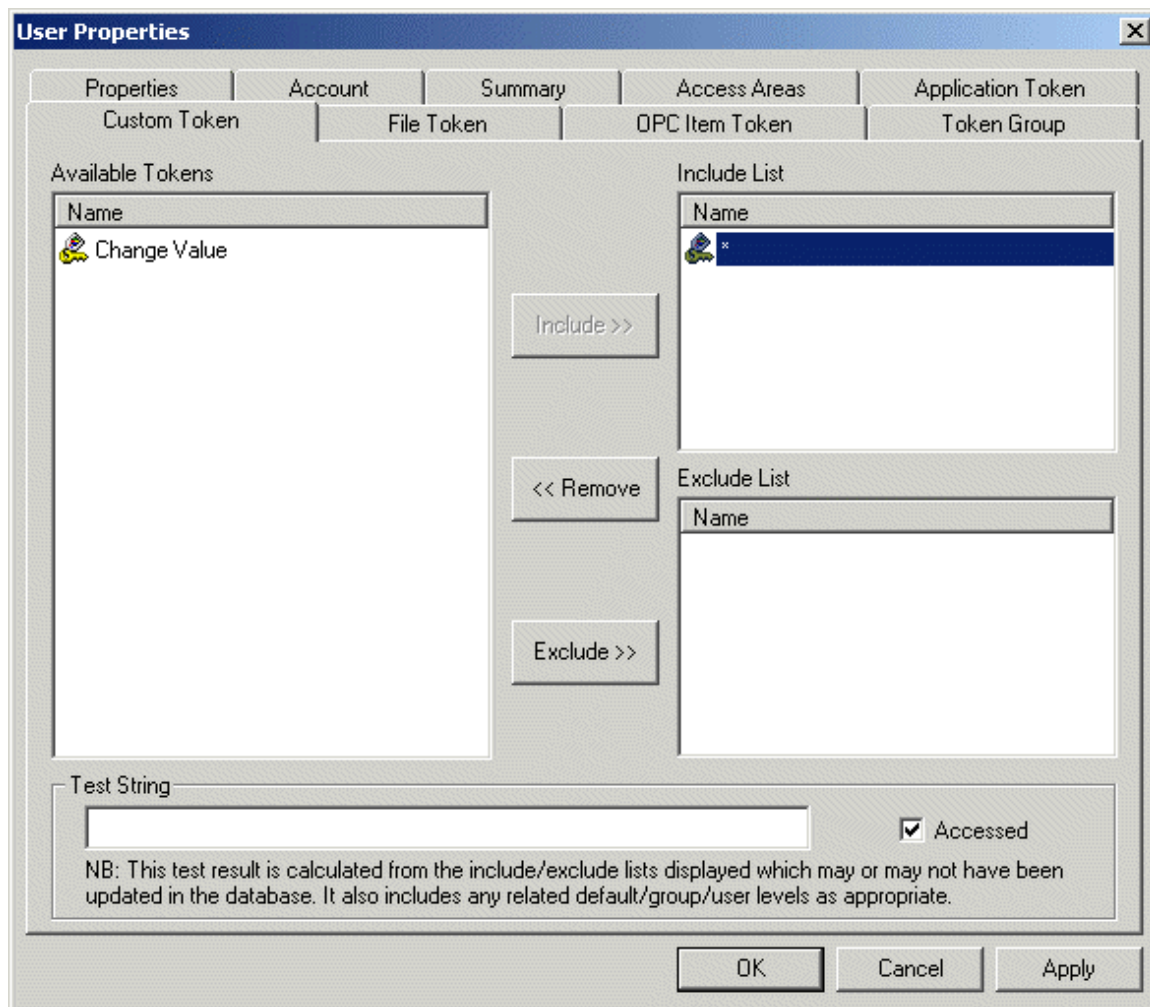 User Properties
Properties Account Summary Access Areas Application Token
Custom Token File Token OPC Item Token Token Group
Available Tokens
Name
Change Value
Include >>
<< Remove
Exclude >>
Include List
Name
*
Exclude List
Name
Test String
Accessed
NB: This test result is calculated from the include/exclude lists displayed which may or may not have been
updated in the database. It also includes any related default/group/user levels as appropriate.
OK Cancel Apply